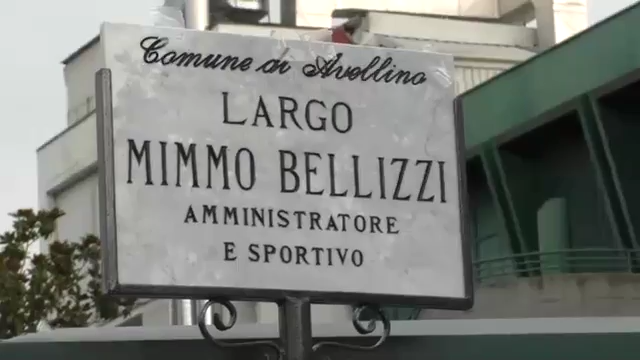 Comune di Avellino
LARGO
MIMMO BELLIZZI
AMMINISTRATORE
E SPORTIVO